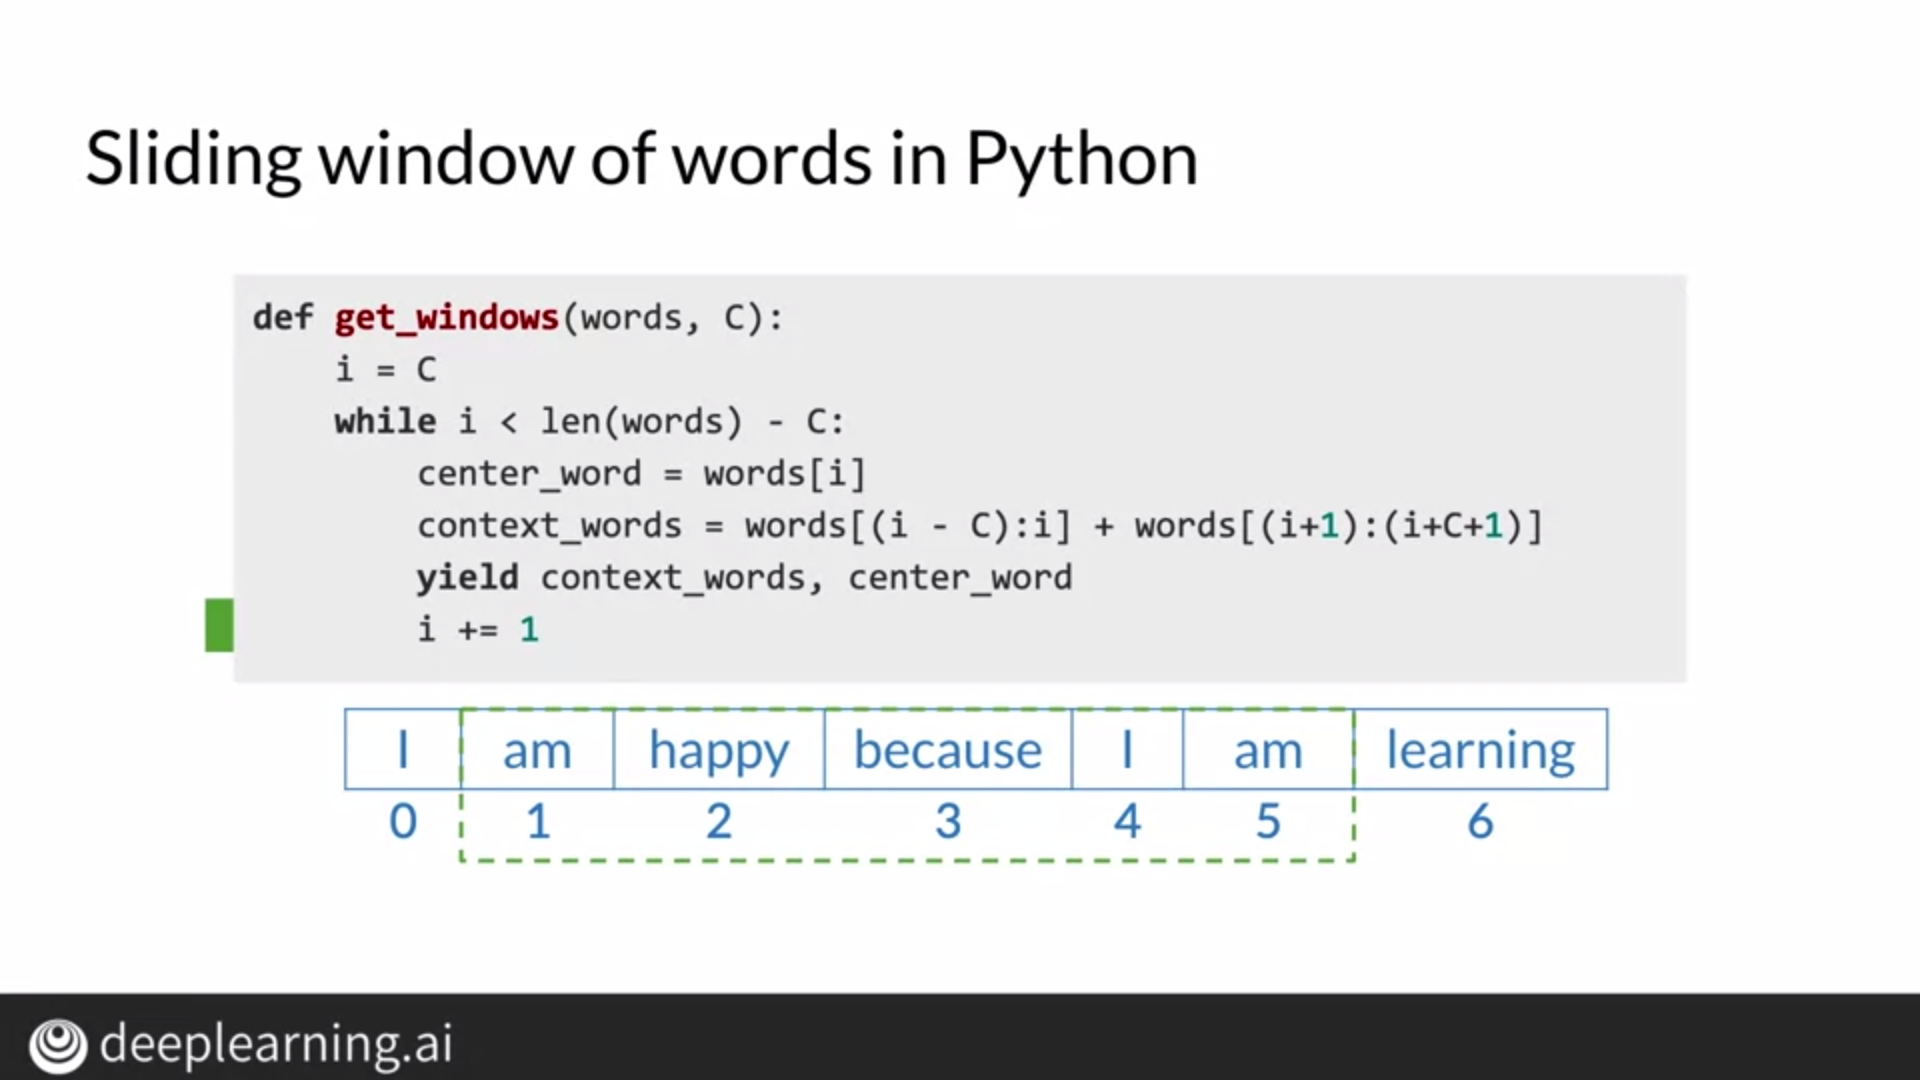 Sliding window of words in Python
def get_windows(words, C):
    i = C
    while i < len(words) - C:
        center_word = words[i]
        context_words = words[(i - C):i] + words[(i+1):(i+C+1)]
        yield context_words, center_word
        i += 1
I am happy because I am learning
0 1 2 3 4 5 6
deeplearning.ai